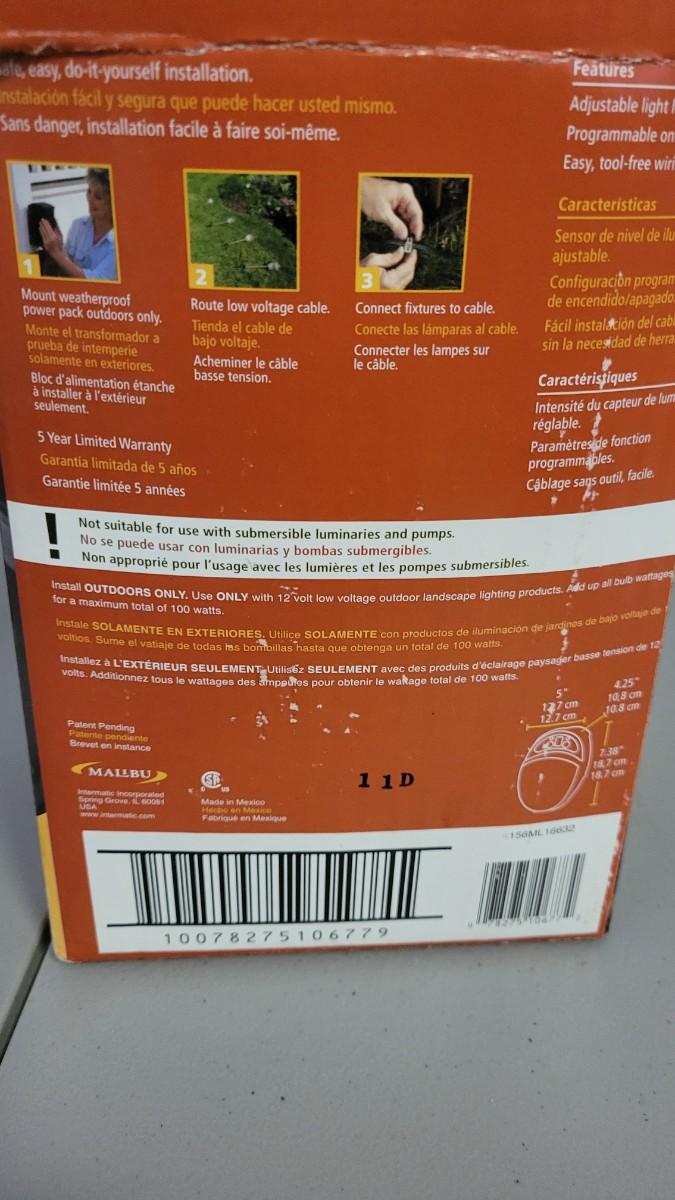 easy, do-it-yourself installation.
instalación fácil y segura que puede hacer usted mismo.
Sans danger, installation facile à faire soi-même.
1
Mount weatherproof
power pack outdoors only.
Monte el transformador a
prueba de intemperie
solamente en exteriores.
Bloc d'alimentation étanche
à installer à l'extérieur
seulement.
2
Route low voltage cable.
Tienda el cable de
bajo voltaje.
Acheminer le câble
basse tension.
3
Connect fixtures to cable.
Conecte las lámparas al cable.
Connecter les lampes sur
le câble.
Features
Adjustable light
Programmable on
Easy, tool-free
Características
Sensor de nivel de
ajustable.
Configuración
de encendido/apagado
Fácil instalación del
sin la necesidad de
Caractéristiques
Intensité du capteur de
réglable.
Paramètres de fonction
programmables.
Câblage sans outil, facile.
5 Year Limited Warranty
Garantía limitada de 5 años
Garantie limitée 5 années
! Not suitable for use with submersible luminaries and pumps.
No se puede usar con luminarias y bombas submergibles.
Non approprié pour l'usage avec les lumières et les pompes submersibles.
Install OUTDOORS ONLY. Use ONLY with 12 volt low voltage outdoor landscape lighting products. Add up all bulb wattages
for a maximum total of 100 watts.
Instale SOLAMENTE EN EXTERIORES. Utilice SOLAMENTE con productos de iluminación de jardines de bajo voltaje de
voltios. Sume el vatiaje de todas las bombillas hasta que obtenga un total de 100 watts.
Installez à L'EXTÉRIEUR SEULEMENT. Utilisez SEULEMENT avec des produits d'éclairage paysager basse tension de 12
volts. Additionnez tous le wattages des ampoules pour obtenir le wattage total de 100 watts.
5"
12,7 cm
12.7 cm
4.25"
10,8 cm
10.8 cm
7.38"
18,7 cm
18.7 cm
Patent Pending
Patente pendiente
Brevet en instance
MALIBU
Intermatic Incorporated
Spring Grove, IL 60081
USA
www.intermatic.com
C US
Made in Mexico
Hecho en Mexico
Fabriqué en Mexique
1 1D
156ML16632
10078275106779